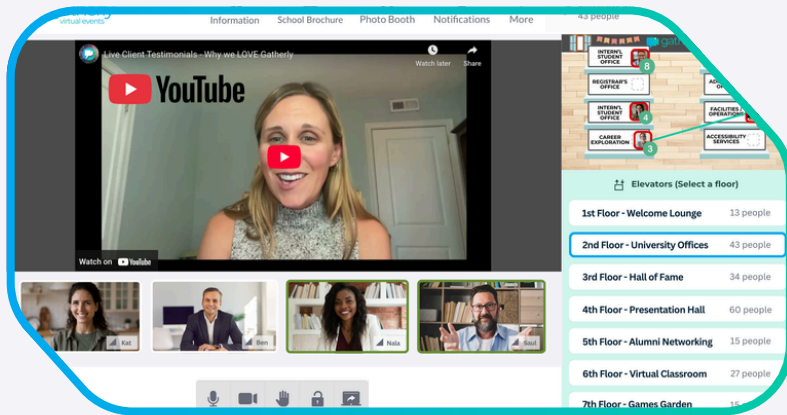 virtual events
Information
School Brochure
Photo Booth
Notifications
More
43 people
Live Client Testimonials - Why we LOVE Gatherly
Watch later
Share
YouTube
Watch on YouTube
Kat
Ben
Nala
Saul
INTERN'L
STUDENT
OFFICE
8
REGISTRAR'S
OFFICE
INTERN'L
STUDENT
OFFICE
4
FACILITIES /
OPERATIONS
CAREER
EXPLORATION
3
ACCESSIBILITY
SERVICES
Elevators (Select a floor)
1st Floor - Welcome Lounge 13 people
2nd Floor - University Offices 43 people
3rd Floor - Hall of Fame 34 people
4th Floor - Presentation Hall 60 people
5th Floor - Alumni Networking 15 people
6th Floor - Virtual Classroom 27 people
7th Floor - Games Garden